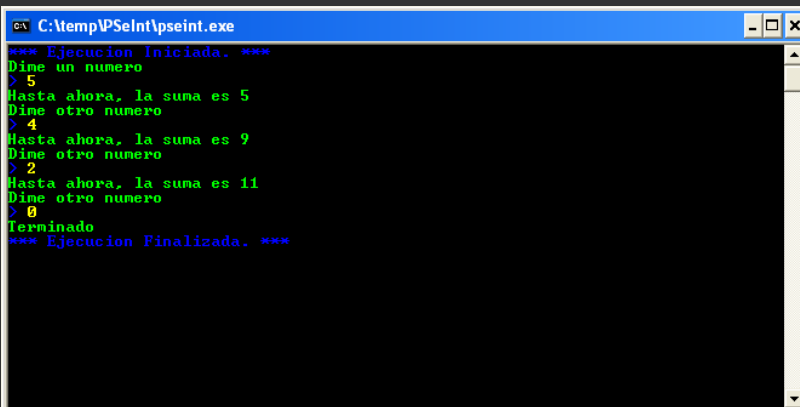 C:\temp\PSeInt\pseint.exe
*** Ejecucion Iniciada. ***
Dime un numero
> 5
Hasta ahora, la suma es 5
Dime otro numero
> 4
Hasta ahora, la suma es 9
Dime otro numero
> 2
Hasta ahora, la suma es 11
Dime otro numero
> 0
Terminado
*** Ejecucion Finalizada. ***